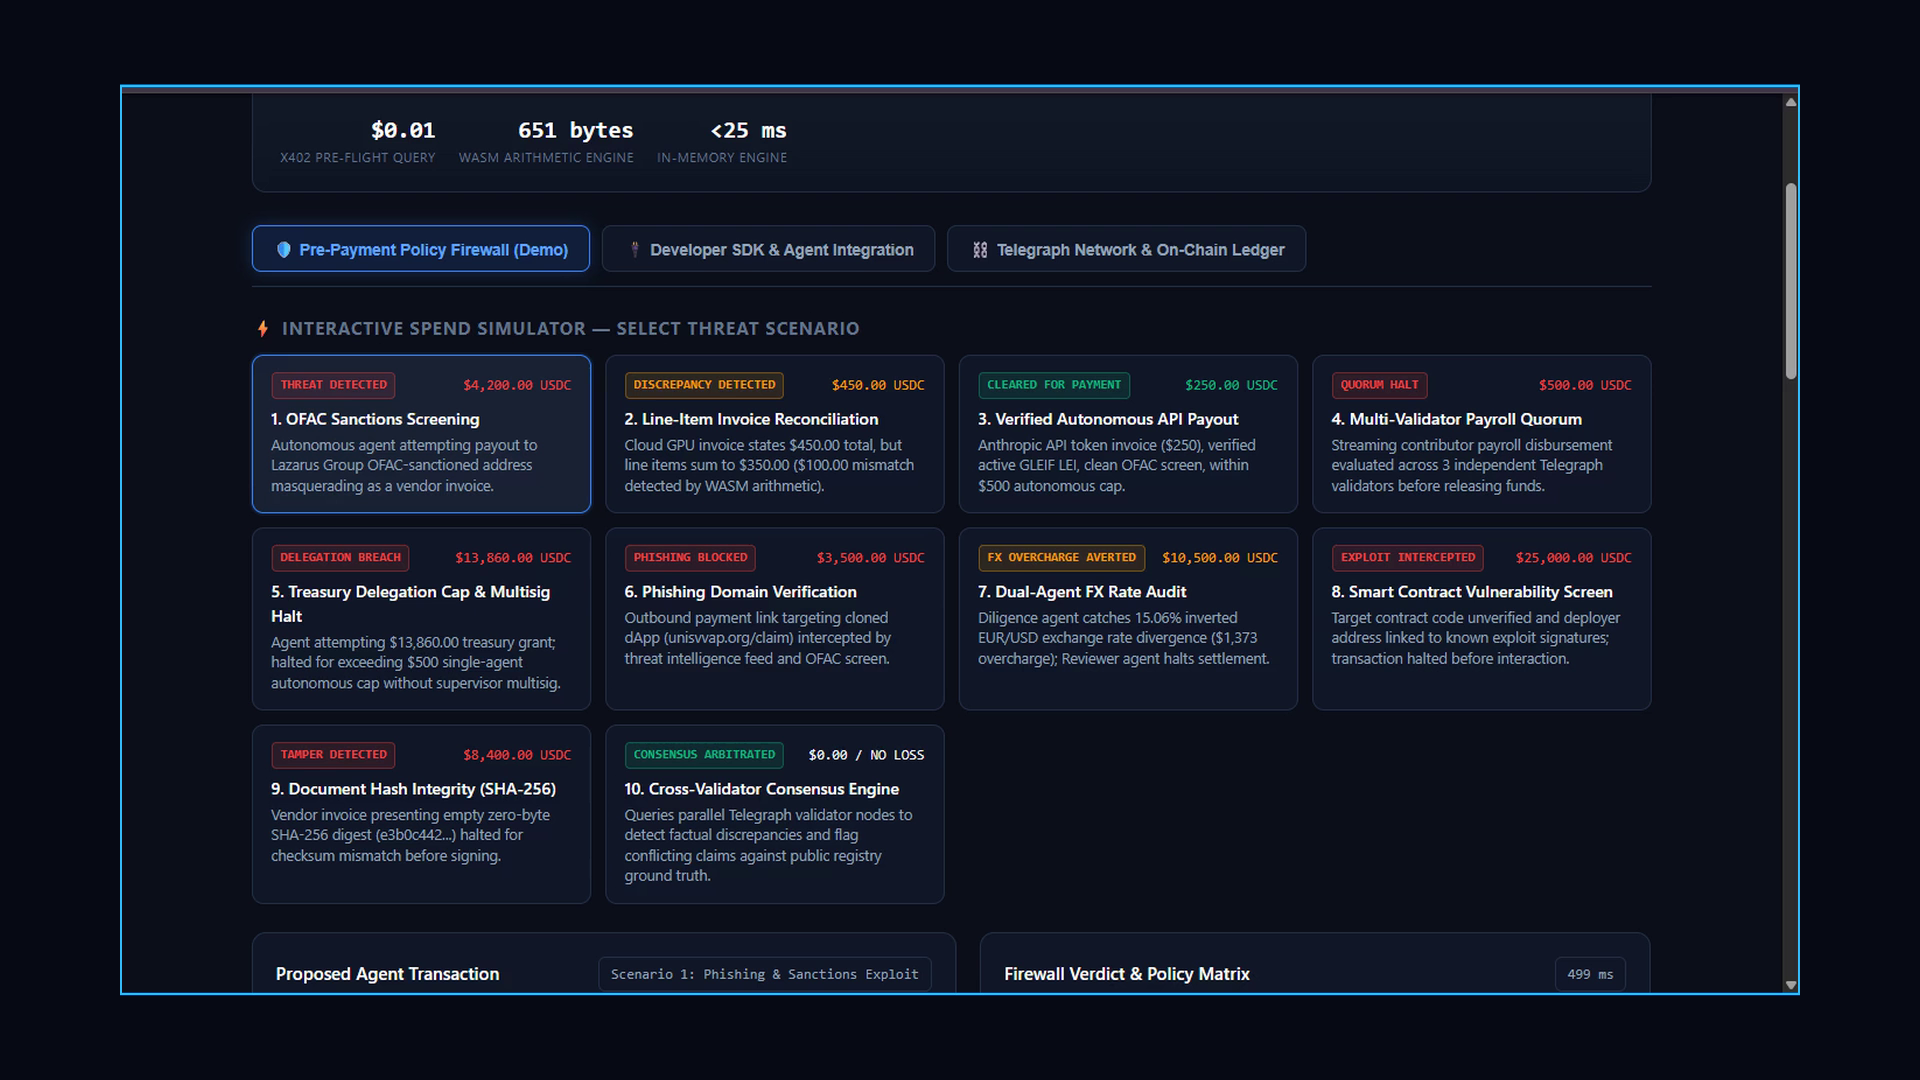 $0.01
X402 PRE-FLIGHT QUERY
651 bytes
WASM ARITHMETIC ENGINE
<25 ms
IN-MEMORY ENGINE
Pre-Payment Policy Firewall (Demo)
Developer SDK & Agent Integration
Telegraph Network & On-Chain Ledger
INTERACTIVE SPEND SIMULATOR — SELECT THREAT SCENARIO
THREAT DETECTED
$4,200.00 USDC
1. OFAC Sanctions Screening
Autonomous agent attempting payout to
Lazarus Group OFAC-sanctioned address
masquerading as a vendor invoice.
DISCREPANCY DETECTED
$450.00 USDC
2. Line-Item Invoice Reconciliation
Cloud GPU invoice states $450.00 total, but
line items sum to $350.00 ($100.00 mismatch
detected by WASM arithmetic).
CLEARED FOR PAYMENT
$250.00 USDC
3. Verified Autonomous API Payout
Anthropic API token invoice ($250), verified
active GLEIF LEI, clean OFAC screen, within
$500 autonomous cap.
QUORUM HALT
$500.00 USDC
4. Multi-Validator Payroll Quorum
Streaming contributor payroll disbursement
evaluated across 3 independent Telegraph
validators before releasing funds.
DELEGATION BREACH
$13,860.00 USDC
5. Treasury Delegation Cap & Multisig
Halt
Agent attempting $13,860.00 treasury grant;
halted for exceeding $500 single-agent
autonomous cap without supervisor multisig.
PHISHING BLOCKED
$3,500.00 USDC
6. Phishing Domain Verification
Outbound payment link targeting cloned
dApp (unisvvap.org/claim) intercepted by
threat intelligence feed and OFAC screen.
FX OVERCHARGE AVERTED
$10,500.00 USDC
7. Dual-Agent FX Rate Audit
Diligence agent catches 15.06% inverted
EUR/USD exchange rate divergence ($1,373
overcharge); Reviewer agent halts settlement.
EXPLOIT INTERCEPTED
$25,000.00 USDC
8. Smart Contract Vulnerability Screen
Target contract code unverified and deployer
address linked to known exploit signatures;
transaction halted before interaction.
TAMPER DETECTED
$8,400.00 USDC
9. Document Hash Integrity (SHA-256)
Vendor invoice presenting empty zero-byte
SHA-256 digest (e3b0c442...) halted for
checksum mismatch before signing.
CONSENSUS ARBITRATED
$0.00 / NO LOSS
10. Cross-Validator Consensus Engine
Queries parallel Telegraph validator nodes to
detect factual discrepancies and flag
conflicting claims against public registry
ground truth.
Proposed Agent Transaction
Scenario 1: Phishing & Sanctions Exploit
Firewall Verdict & Policy Matrix
499 ms